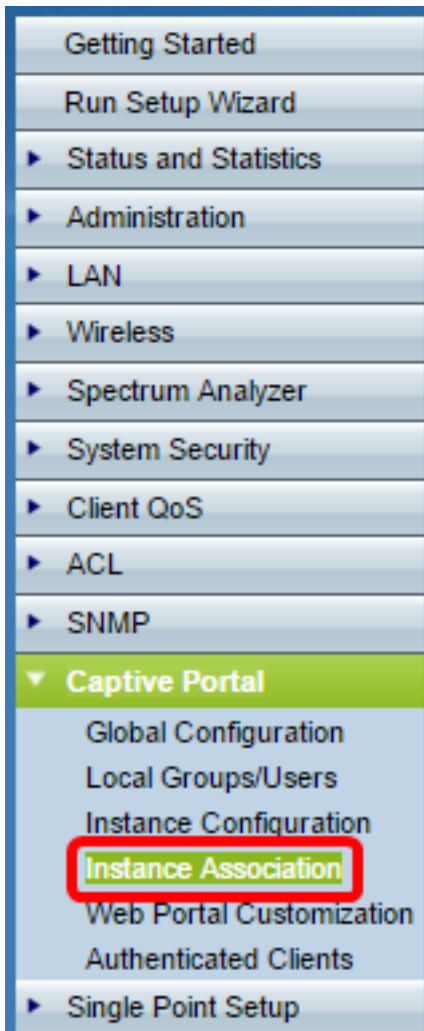 Getting Started
Run Setup Wizard
Status and Statistics
Administration
LAN
Wireless
Spectrum Analyzer
System Security
Client QoS
ACL
SNMP
Captive Portal
Global Configuration
Local Groups/Users
Instance Configuration
Instance Association
Web Portal Customization
Authenticated Clients
Single Point Setup